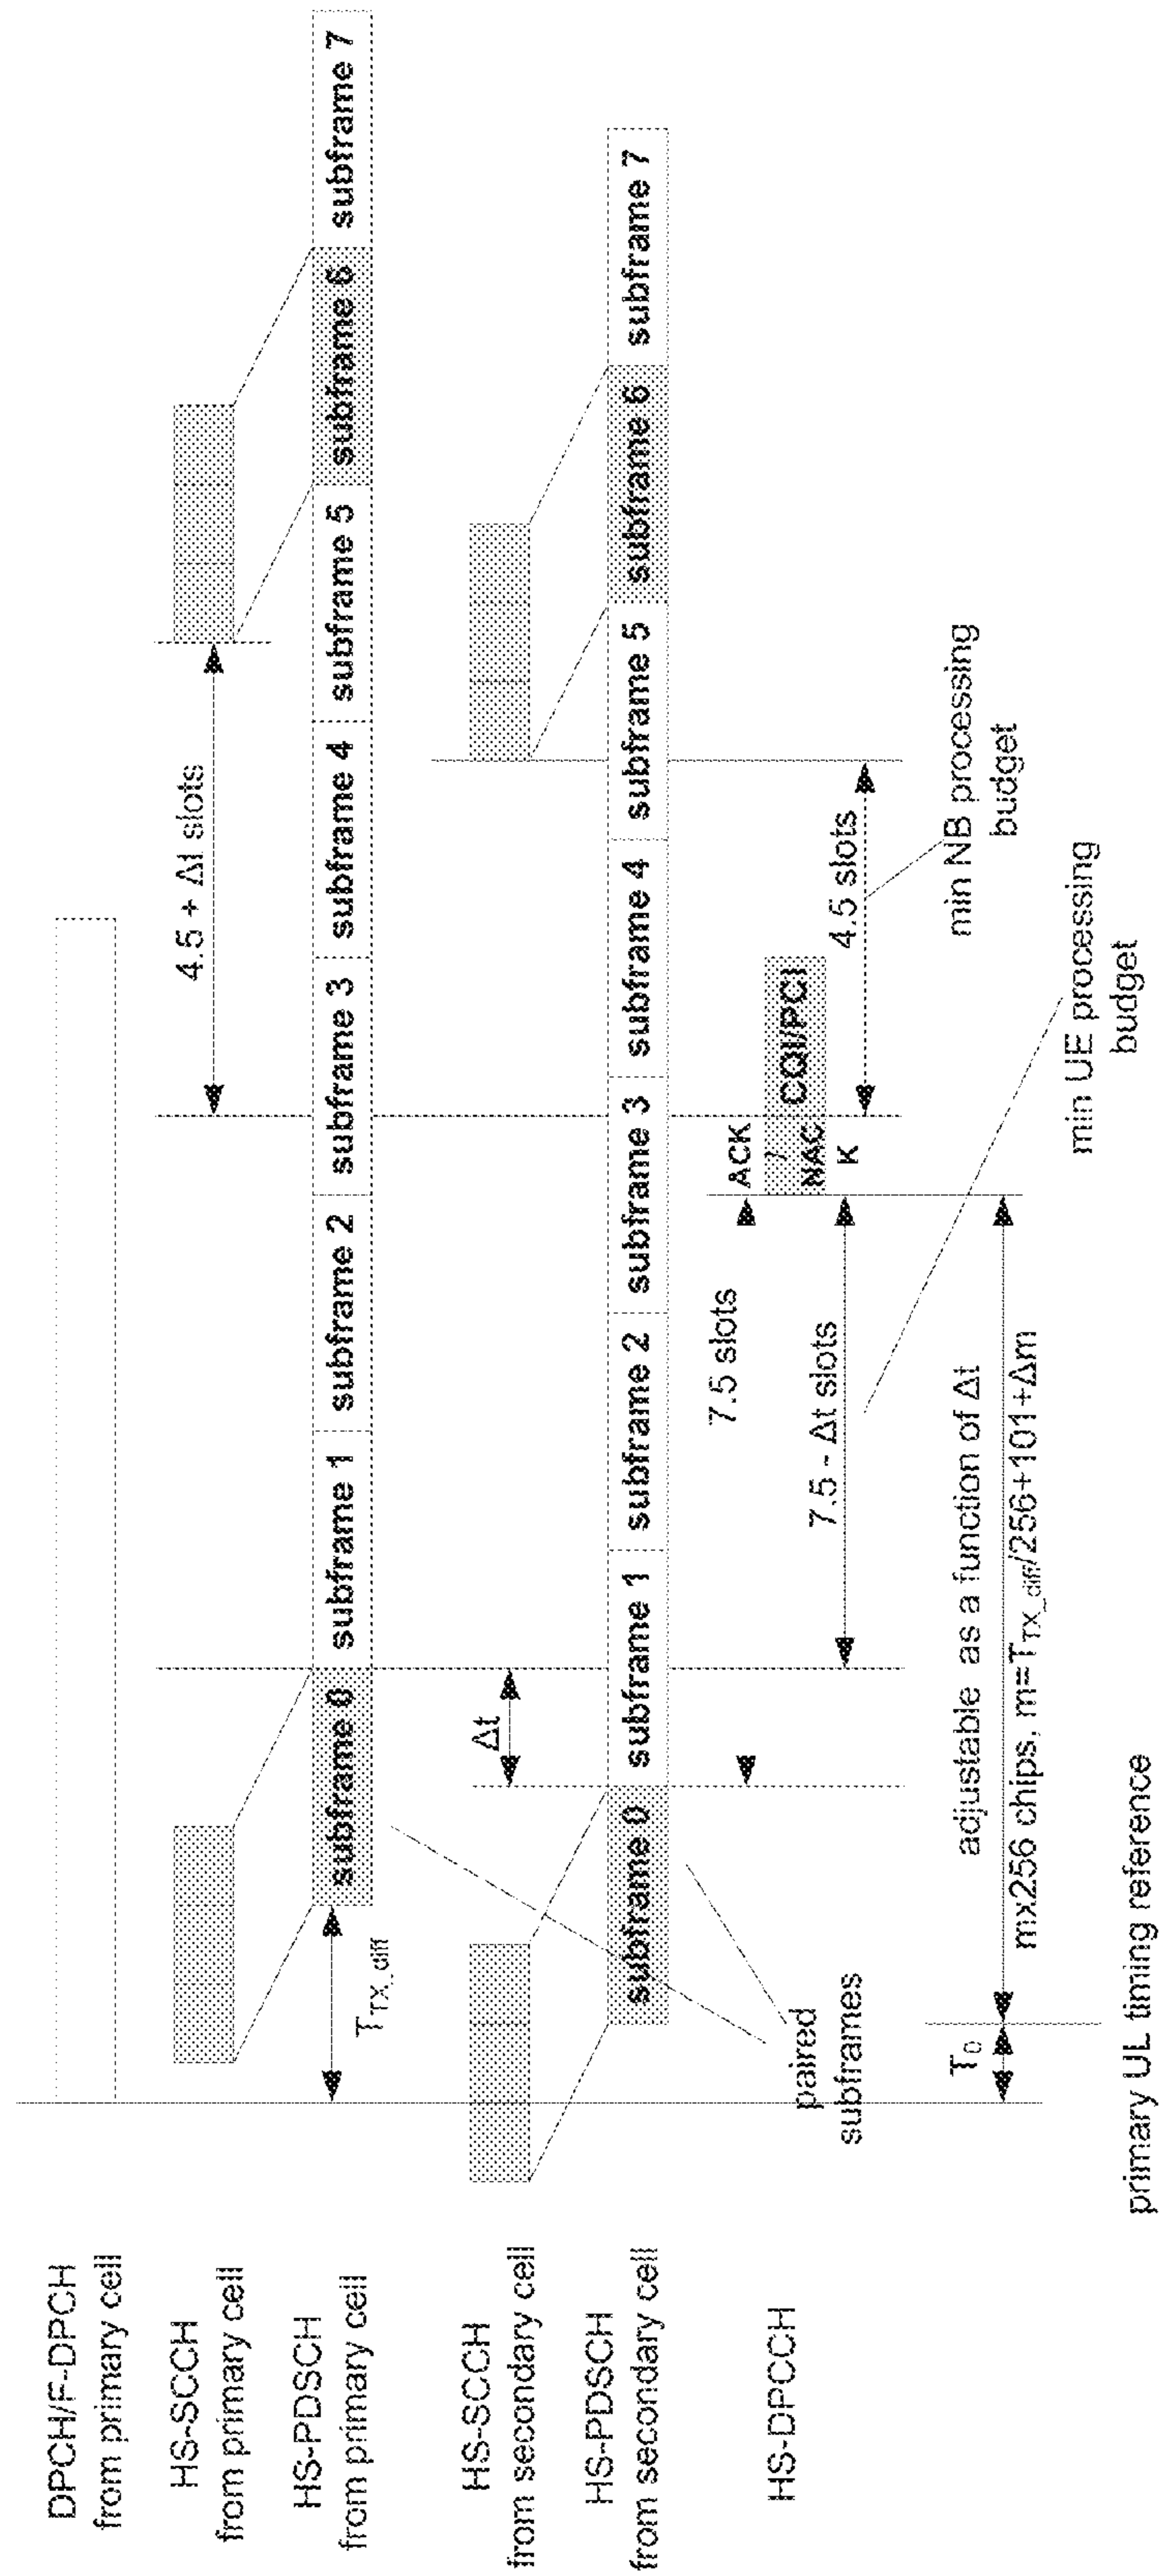 DPCH/F-DPCH
from primary cell
HS-SCCH
from primary cell
4.5 + Δt slots
HS-PDSCH
from primary cell
T_TX_diff
subframe 0
subframe 1
subframe 2
subframe 3
subframe 4
subframe 5
subframe 6
subframe 7
HS-SCCH
from secondary cell
Δt
HS-PDSCH
from secondary cell
subframe 0
subframe 1
subframe 2
subframe 3
subframe 4
subframe 5
subframe 6
subframe 7
HS-DPCCH
paired
subframes
7.5 slots
ACK
/
NAC
K
CQI/PCI
7.5 - Δt slots
4.5 slots
min NB processing
budget
T0
adjustable as a function of Δt
mx256 chips, m=T_TX_diff/256+101+Δm
min UE processing
budget
primary UL timing reference